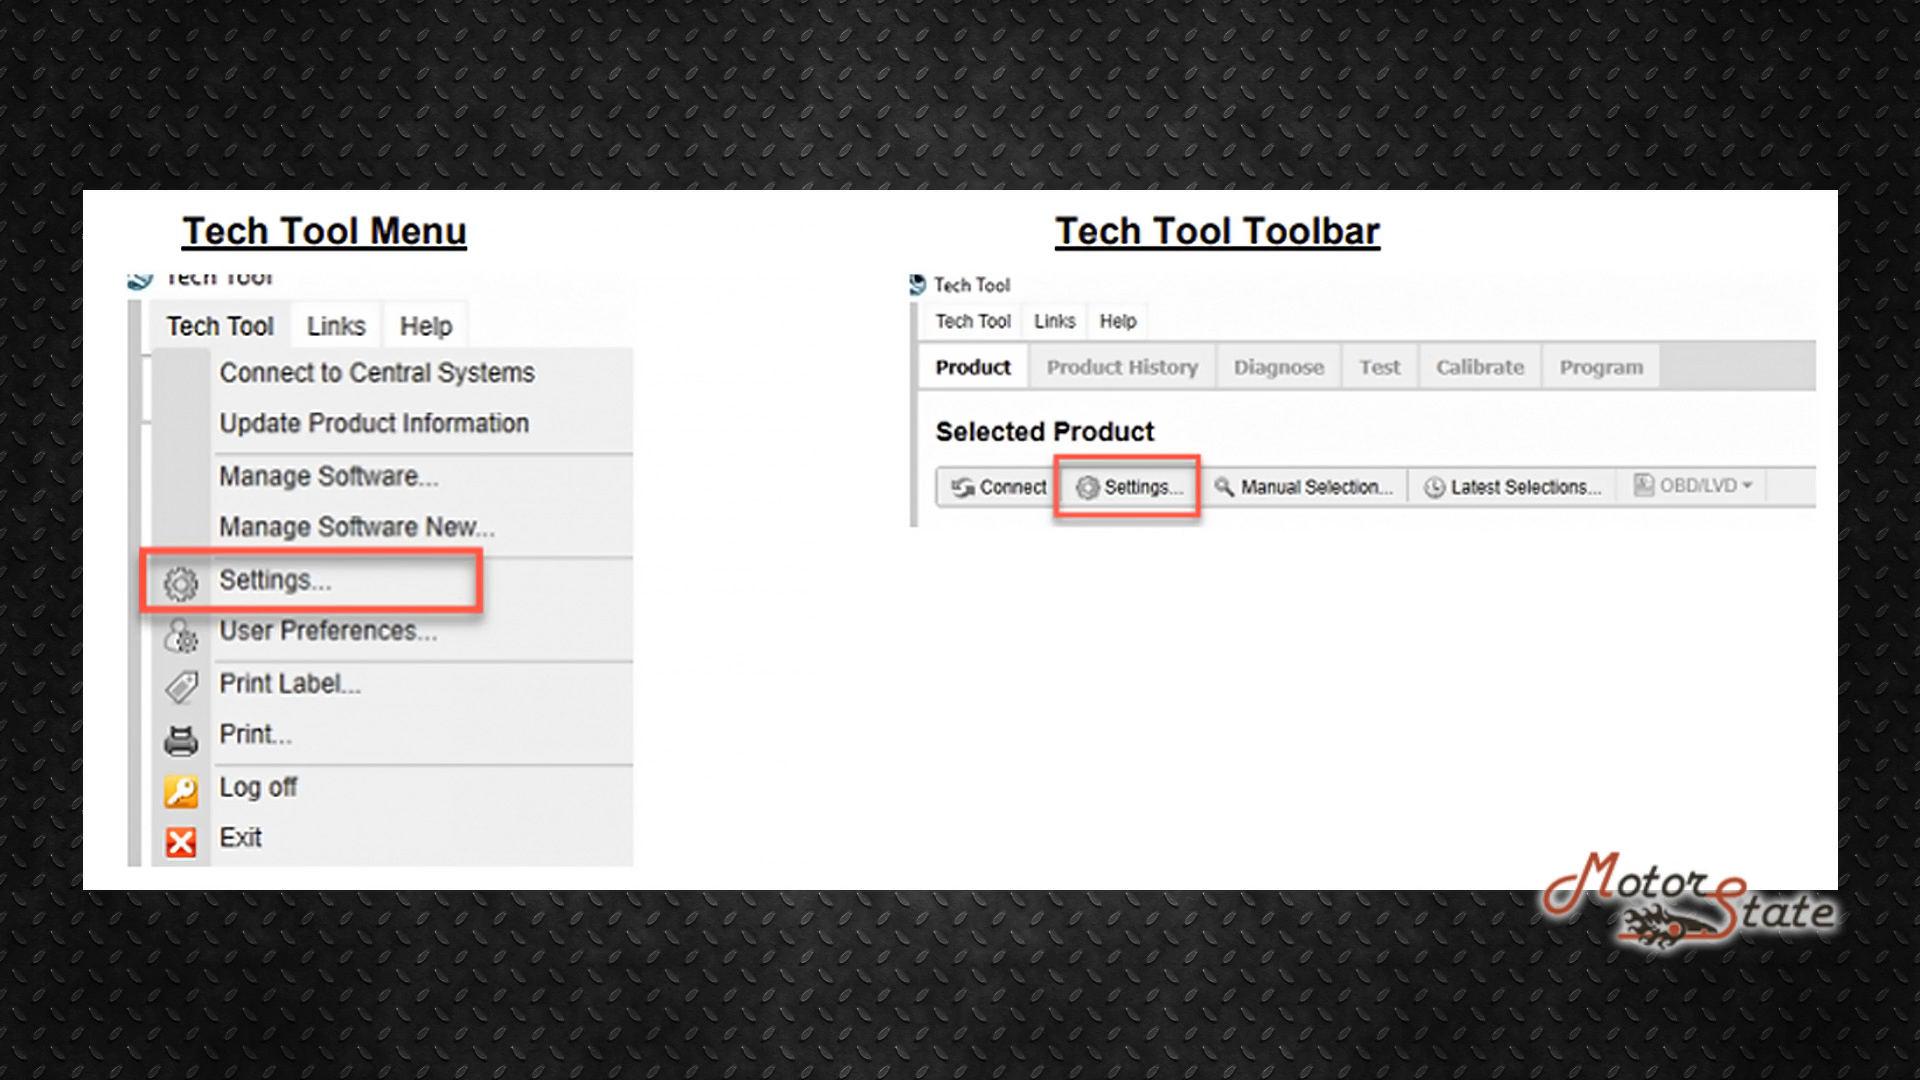 Tech Tool Menu
Tech Tool
Tech Tool Links Help
Connect to Central Systems
Update Product Information
Manage Software...
Manage Software New...
Settings...
User Preferences...
Print Label...
Print...
Log off
Exit
Tech Tool Toolbar
Tech Tool
Tech Tool Links Help
Product Product History Diagnose Test Calibrate Program
Selected Product
Connect Settings... Manual Selection... Latest Selections... OBD/LVD
Motor
State